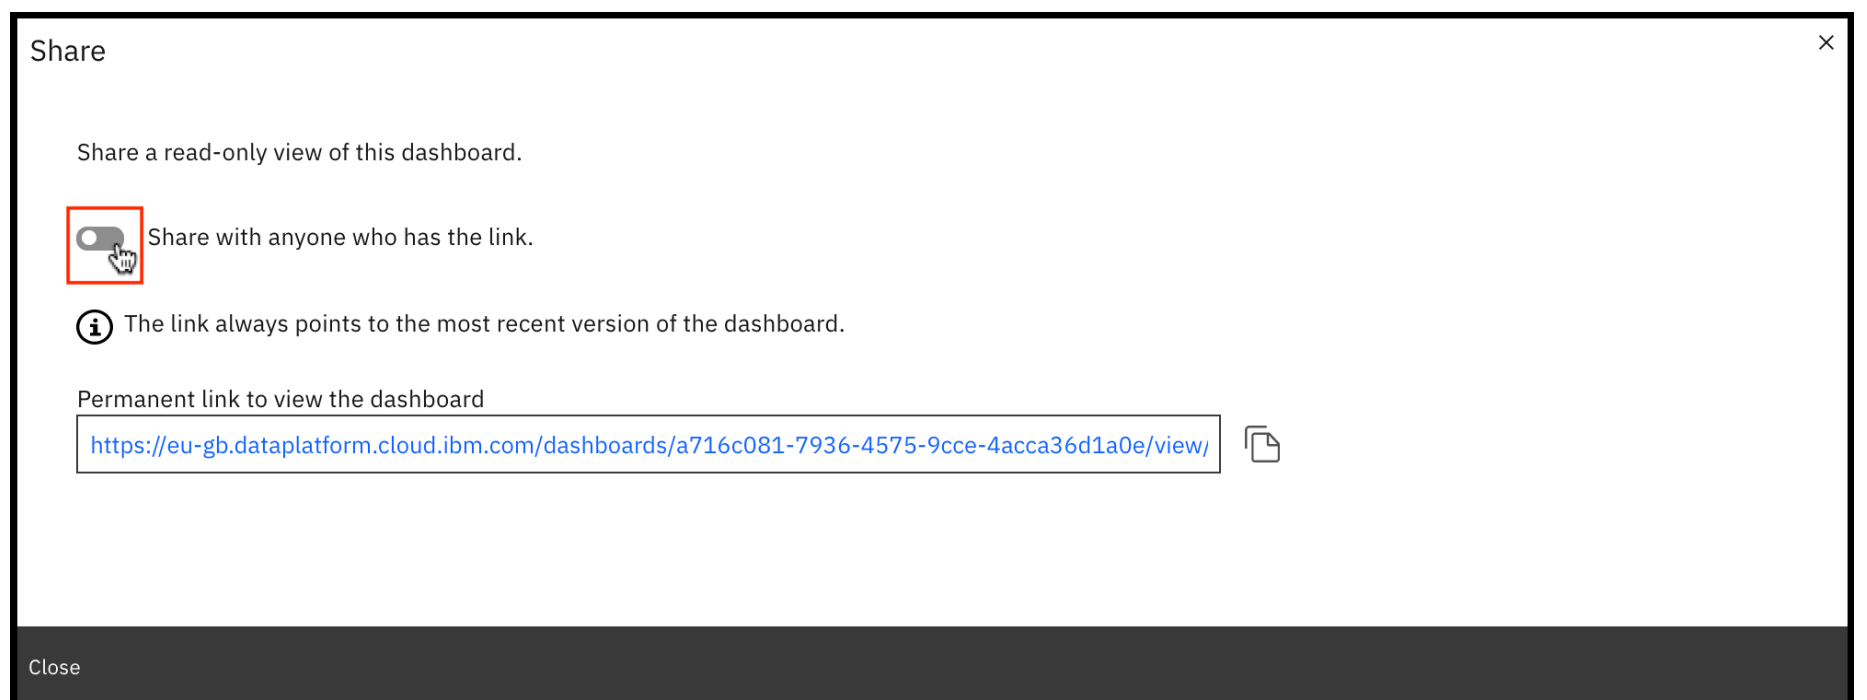 Share
Share a read-only view of this dashboard.
Share with anyone who has the link.
The link always points to the most recent version of the dashboard.
Permanent link to view the dashboard
https://eu-gb.dataplatform.cloud.ibm.com/dashboards/a716c081-7936-4575-9cce-4acca36d1a0e/view/
Close